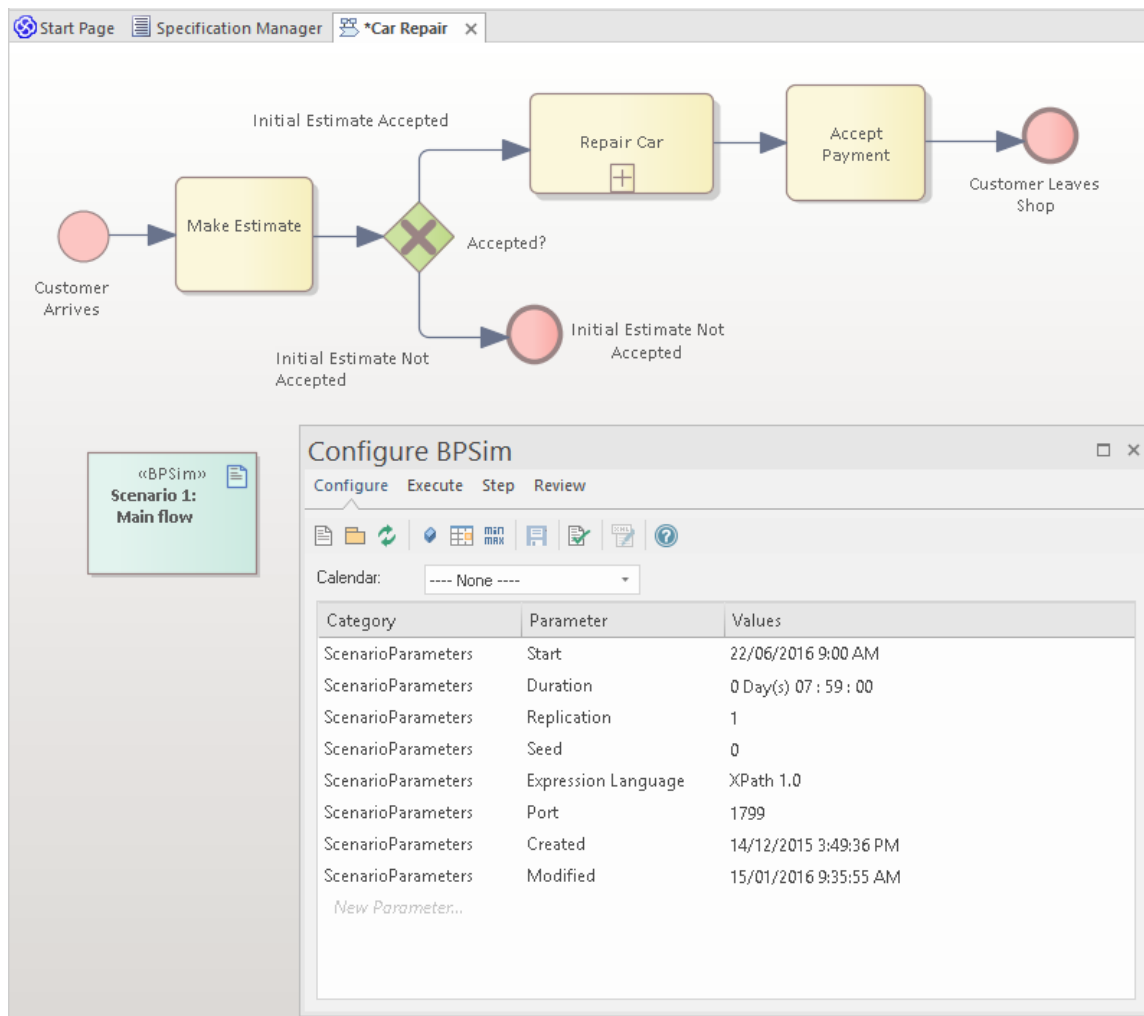 Start Page Specification Manager *Car Repair
Initial Estimate Accepted
Repair Car
Accept
Payment
Customer Leaves
Shop
Make Estimate
Accepted?
Customer
Arrives
Initial Estimate Not
Accepted
Initial Estimate Not
Accepted
«BPSim»
Scenario 1:
Main flow
Configure BPSim
Configure Execute Step Review
min
max
XML
Calendar: ---- None ----
Category Parameter Values
ScenarioParameters Start 22/06/2016 9:00 AM
ScenarioParameters Duration 0 Day(s) 07 : 59 : 00
ScenarioParameters Replication 1
ScenarioParameters Seed 0
ScenarioParameters Expression Language XPath 1.0
ScenarioParameters Port 1799
ScenarioParameters Created 14/12/2015 3:49:36 PM
ScenarioParameters Modified 15/01/2016 9:35:55 AM
New Parameter...